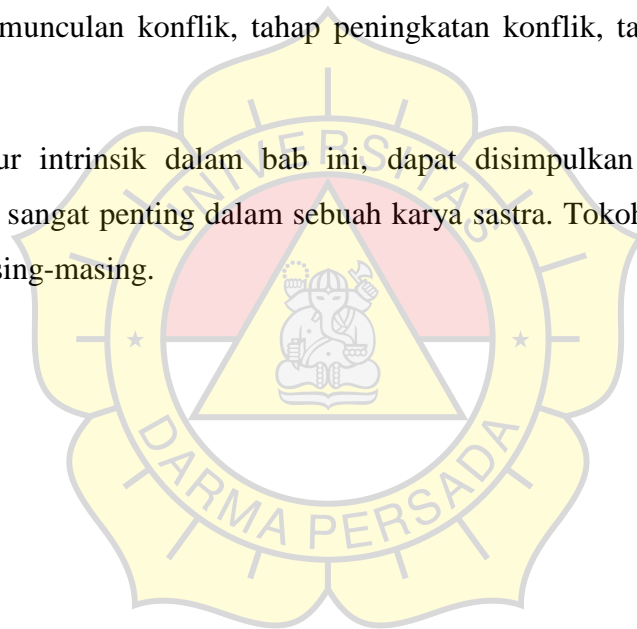 munculan konflik, tahap peningkatan konflik, ta
ur intrinsik dalam bab ini, dapat disimpulkan
sangat penting dalam sebuah karya sastra. Tokoh
sing-masing.
UNIVERSITAS
DARMA PERSADA